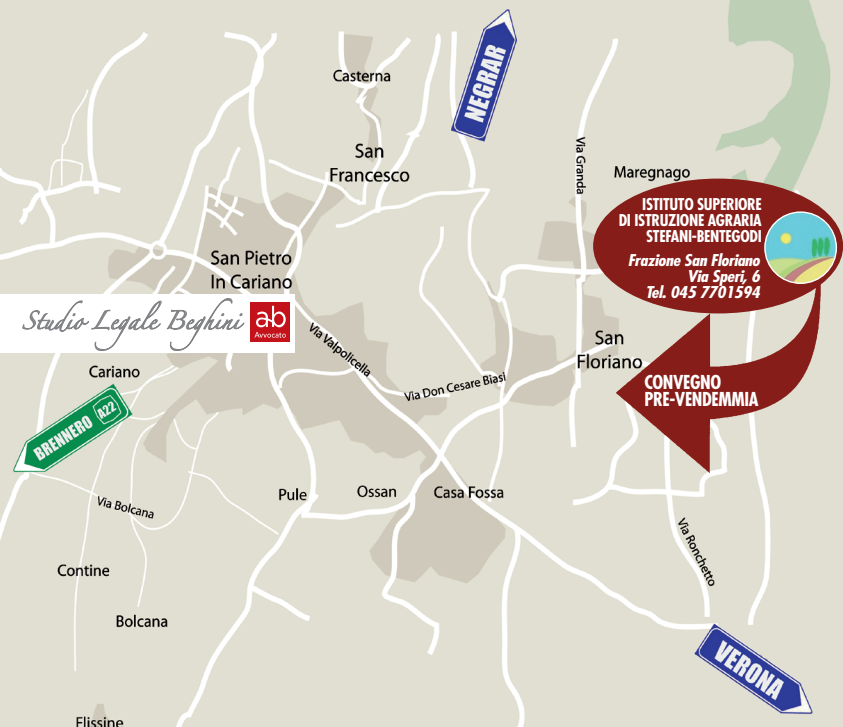 NEGRAR
Casterna
San
Francesco
Via Granda
Maregnago
ISTITUTO SUPERIORE
DI ISTRUZIONE AGRARIA
STEFANI-BENTEGODI
Frazione San Floriano
Via Speri, 6
Tel. 045 7701594
San Pietro
In Cariano
Studio Legale Beghini
ab
Avvocato
Via Valpolicella
San
Floriano
Cariano
Via Don Cesare Biasi
CONVEGNO
PRE-VENDEMMIA
BRENNERO A22
Pule
Ossan
Casa Fossa
Via Bolcana
Via Ronchetto
Contine
Bolcana
VERONA
Flissine